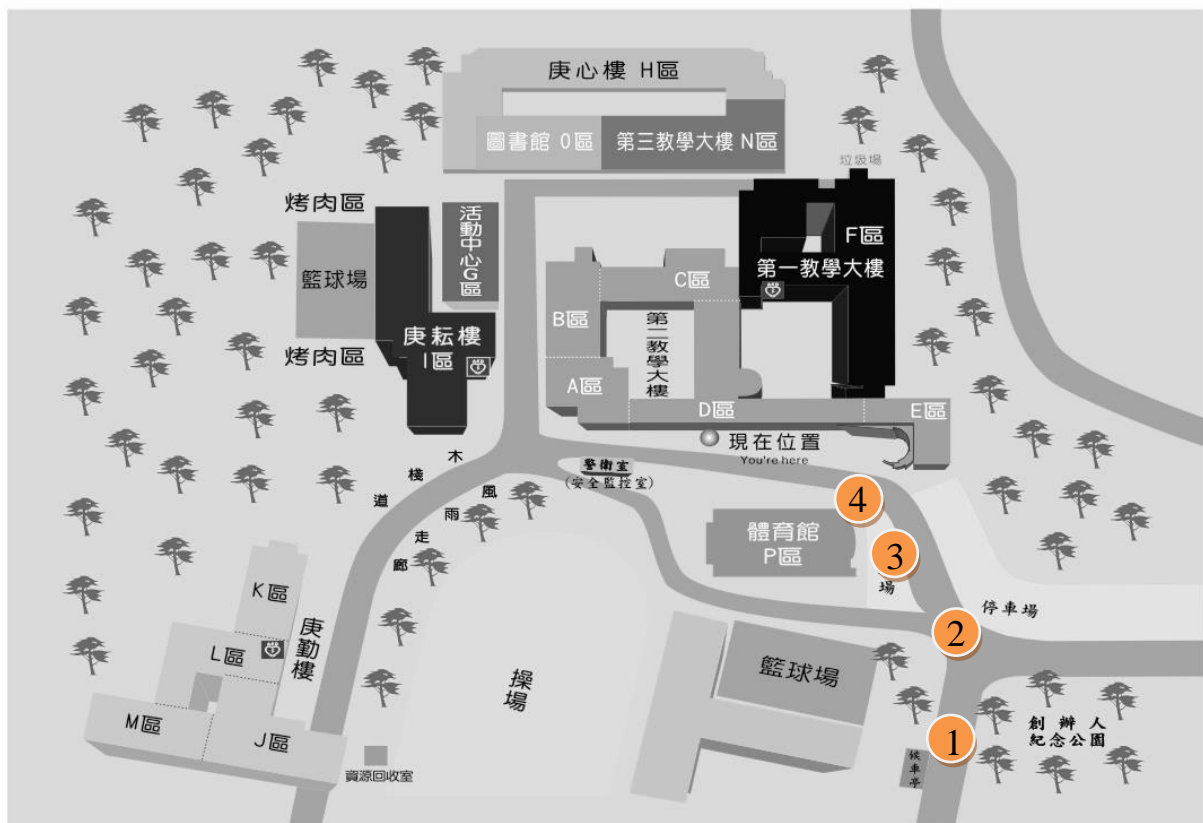 庚心樓 H區
圖書館 O區
第三教學大樓 N區
垃圾場
烤肉區
活動中心G區
F區
第一教學大樓
籃球場
C區
B區
第二教學大樓
烤肉區
庚耘樓
I區
A區
D區
E區
現在位置
You're here
木棧道
警衛室
(安全監控室)
風雨走廊
4
體育館
P區
3
場
K區
停車場
庚勤樓
2
L區
籃球場
操場
M區
J區
1
創辦人
紀念公園
候車亭
資源回收室